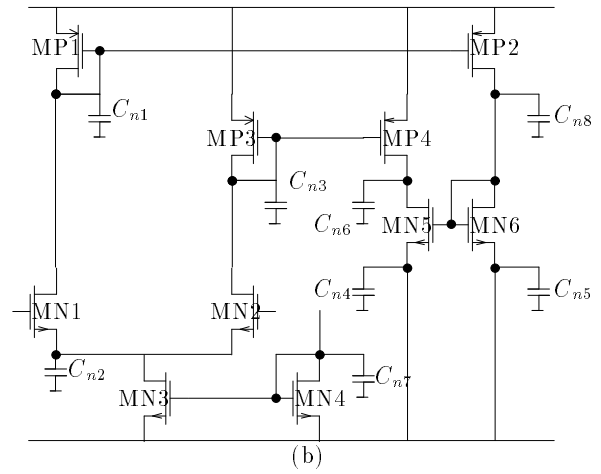 MP1 MP2
C_{n1} C_{n8}
MP3 MP4
C_{n3}
C_{n6} MN5 MN6
C_{n4} C_{n5}
MN1 MN2
C_{n2} C_{n7}
MN3 MN4
(b)